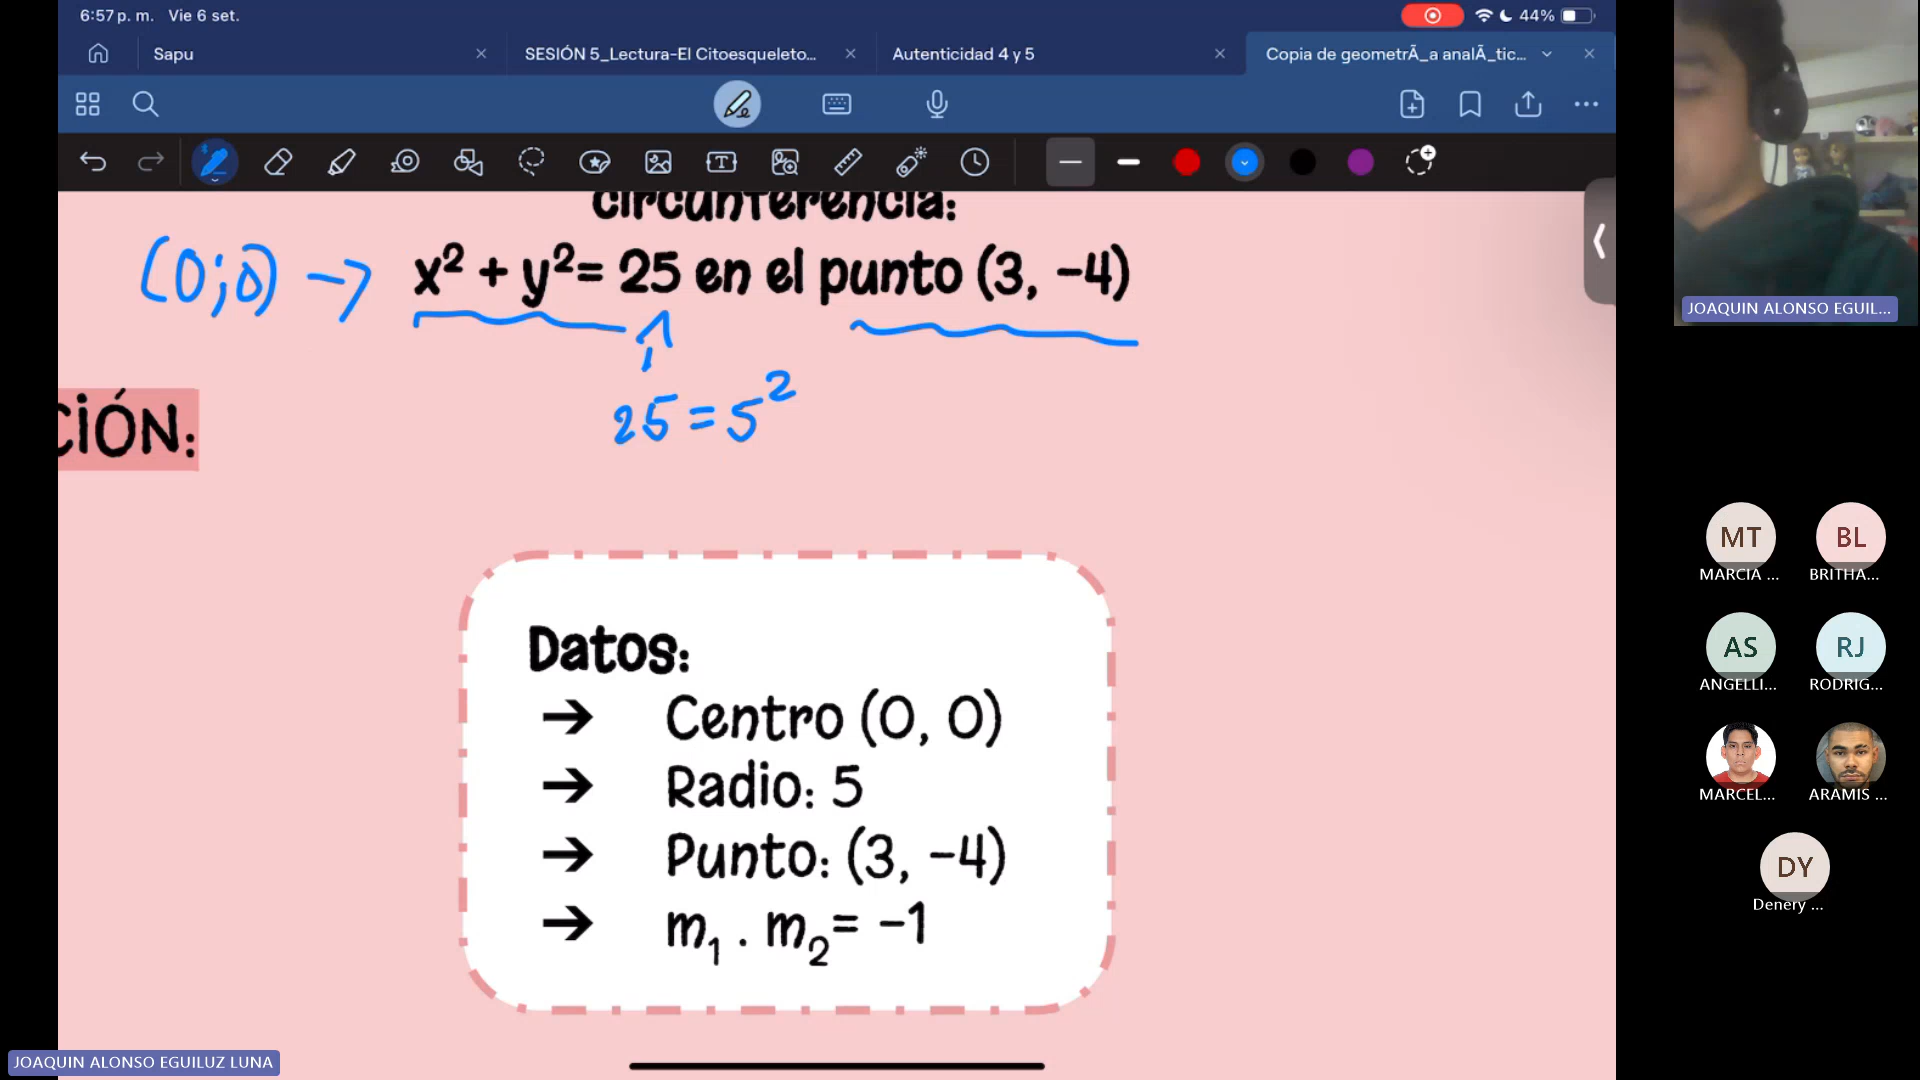 6:57 p. m. Vie 6 set.
44%
Sapu
SESIÓN 5_Lectura-El Citoesqueleto...
Autenticidad 4 y 5
Copia de geometrÃ_a analÃ_tic...
circunferencia:
(0;0) → x² + y²= 25 en el punto (3, -4)
25 = 5²
CIÓN:
Datos:
→ Centro (0, 0)
→ Radio: 5
→ Punto: (3, -4)
→ m₁ . m₂= -1
JOAQUIN ALONSO EGUILUZ LUNA
JOAQUIN ALONSO EGUIL...
MT
BL
MARCIA ...
BRITHA...
AS
RJ
ANGELLI...
RODRIG...
MARCEL...
ARAMIS ...
DY
Denery ...